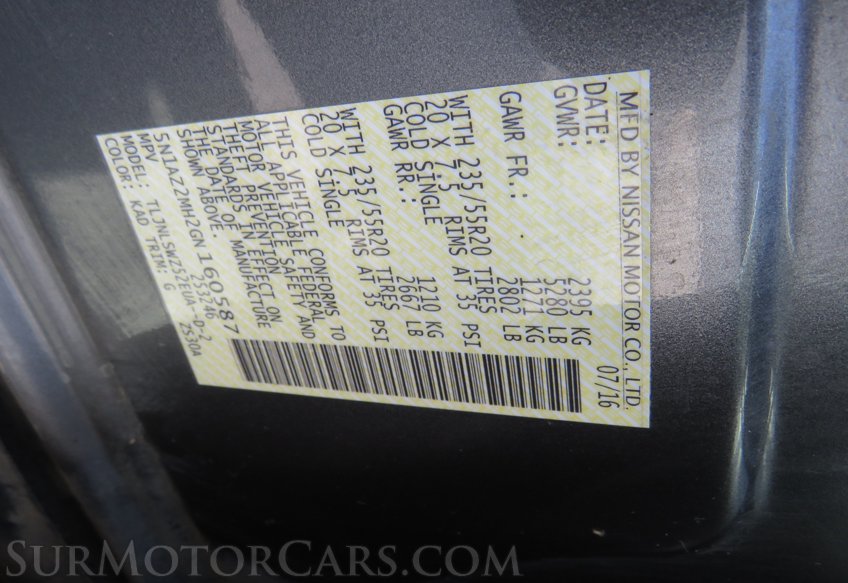 MFD BY NISSAN MOTOR CO., LTD.
DATE: 07/16
GVWR: 2395 KG
5280 LB
GAWR FR.: 1271 KG
2802 LB
WITH 235/55R20 TIRES
20 X 7.5 RIMS AT 35 PSI
COLD SINGLE
GAWR RR.: 1210 KG
2667 LB
WITH 235/55R20 TIRES
20 X 7.5 RIMS AT 35 PSI
COLD SINGLE
THIS VEHICLE CONFORMS TO
ALL APPLICABLE FEDERAL
MOTOR VEHICLE SAFETY AND
THEFT PREVENTION
STANDARDS IN EFFECT ON
THE DATE OF MANUFACTURE
SHOWN ABOVE.
253246
5N1AZ2MH2GN160587
MPV
MODEL: TLJNLSWZ52EUA--D-2
COLOR: KAD TRIM: G Z530A
SURMOTORCARS.COM